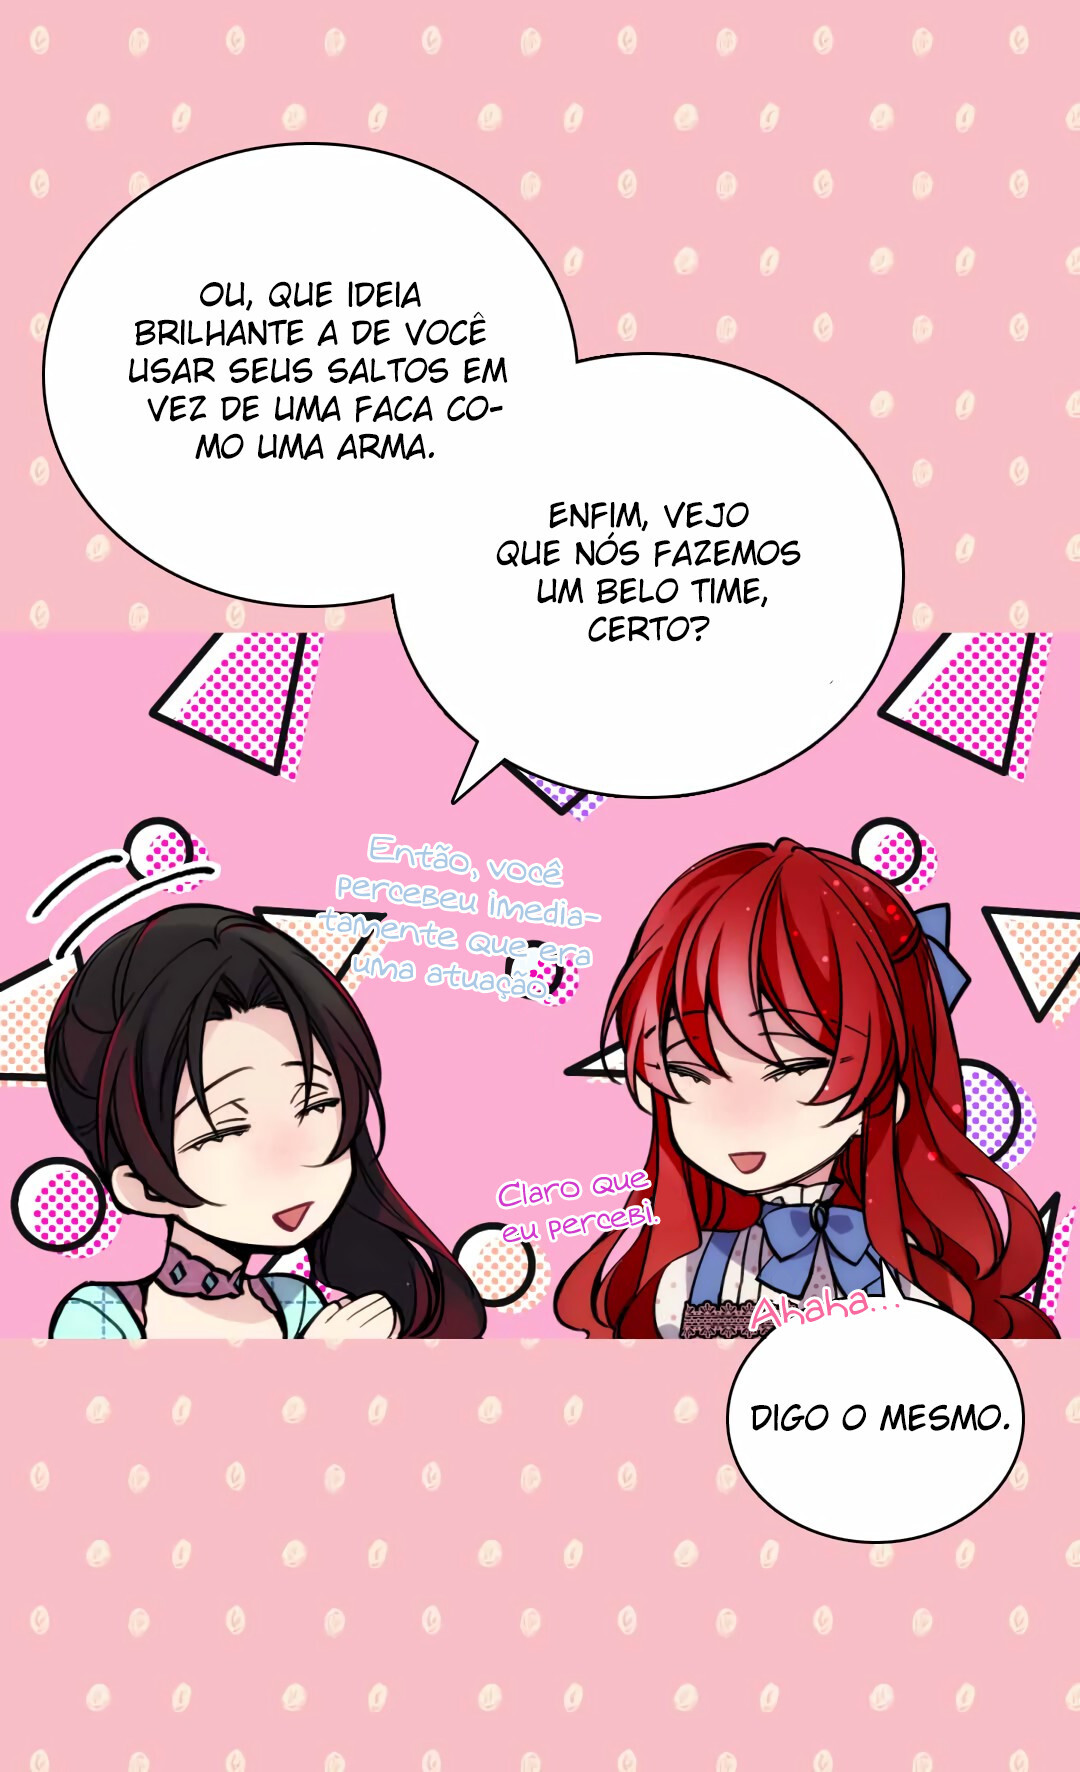 OU, QUE IDEIA
BRILHANTE A DE VOCÊ
USAR SEUS SALTOS EM
VEZ DE UMA FACA CO-
MO UMA ARMA.
ENFIM, VEJO
QUE NÓS FAZEMOS
UM BELO TIME,
CERTO?
Então, você
percebeu imedia-
tamente que era
uma atuação.
Claro que
eu percebi.
Ahaha...
DIGO O MESMO.